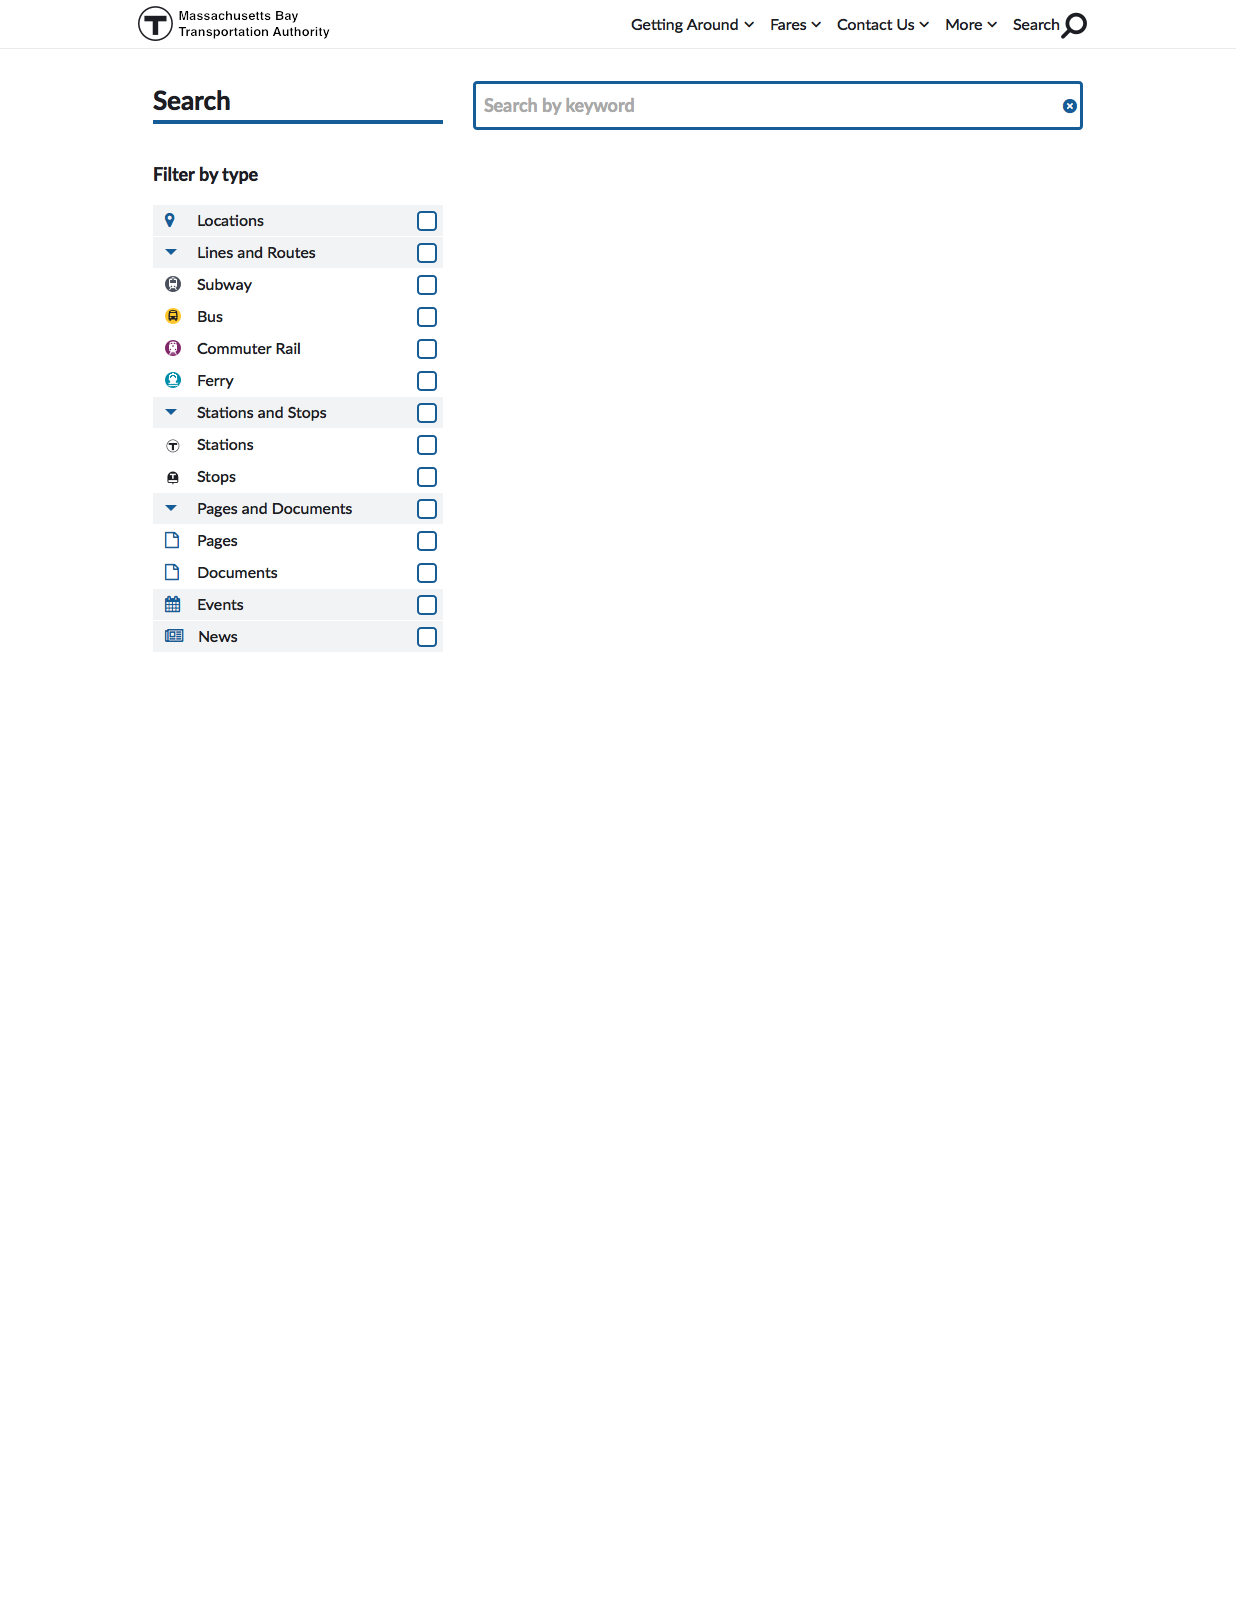 Massachusetts Bay
Transportation Authority
Getting Around
Fares
Contact Us
More
Search
Search
Search by keyword
Filter by type
Locations
Lines and Routes
Subway
Bus
Commuter Rail
Ferry
Stations and Stops
Stations
Stops
Pages and Documents
Pages
Documents
Events
News